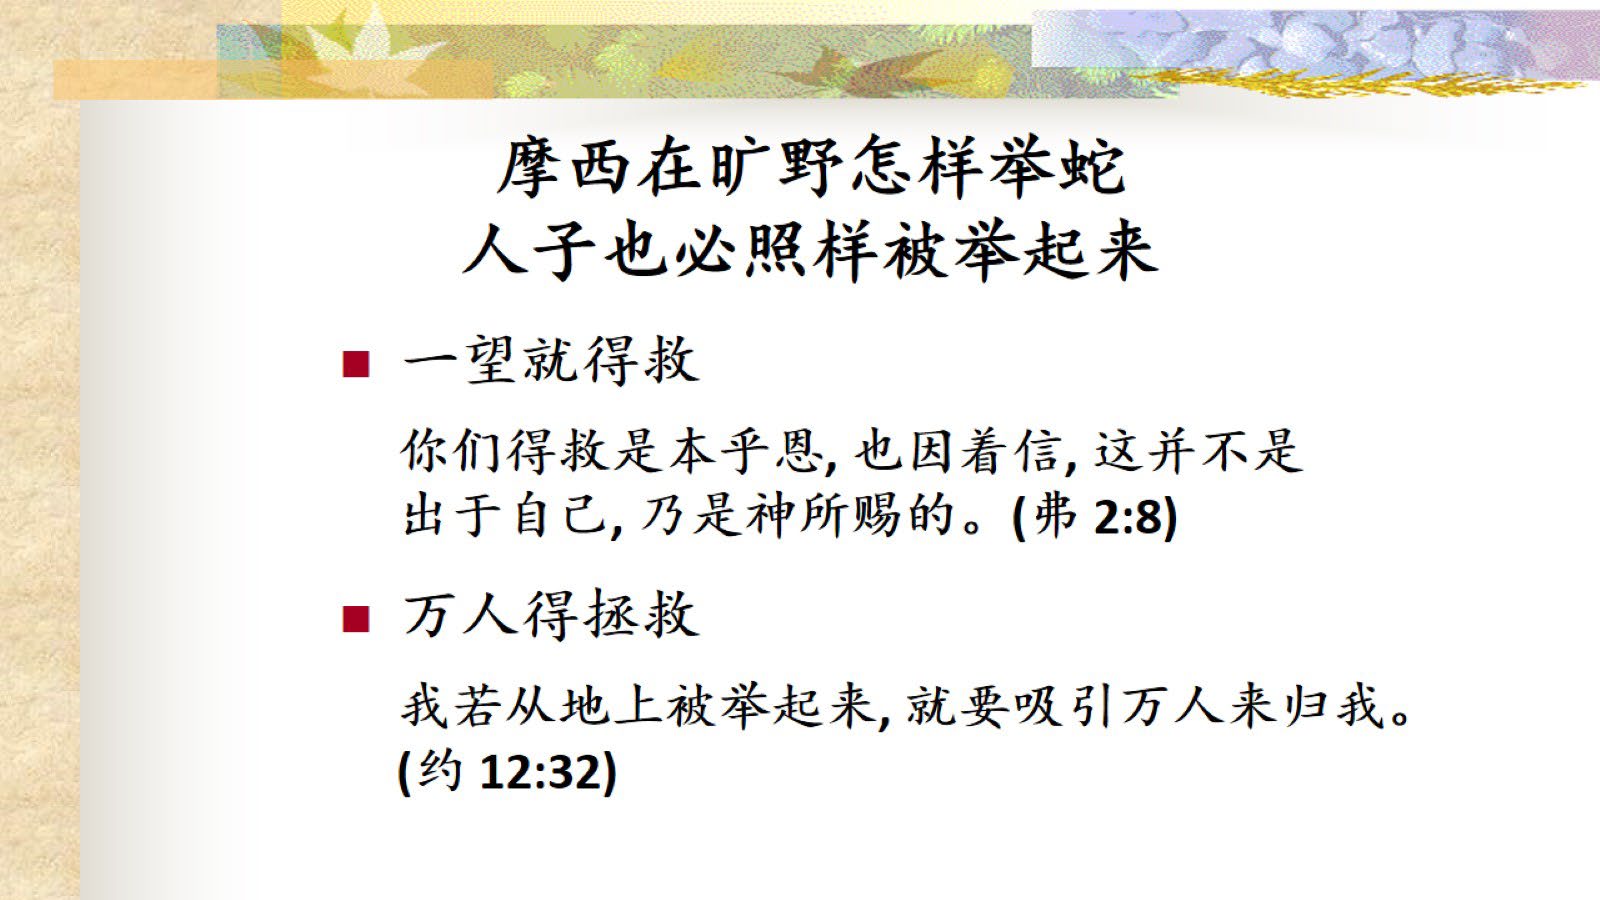 摩西在旷野怎样举蛇
人子也必照样被举起来
一望就得救
你们得救是本乎恩, 也因着信, 这并不是
出于自己, 乃是神所赐的。(弗 2:8)
万人得拯救
我若从地上被举起来, 就要吸引万人来归我。
(约 12:32)